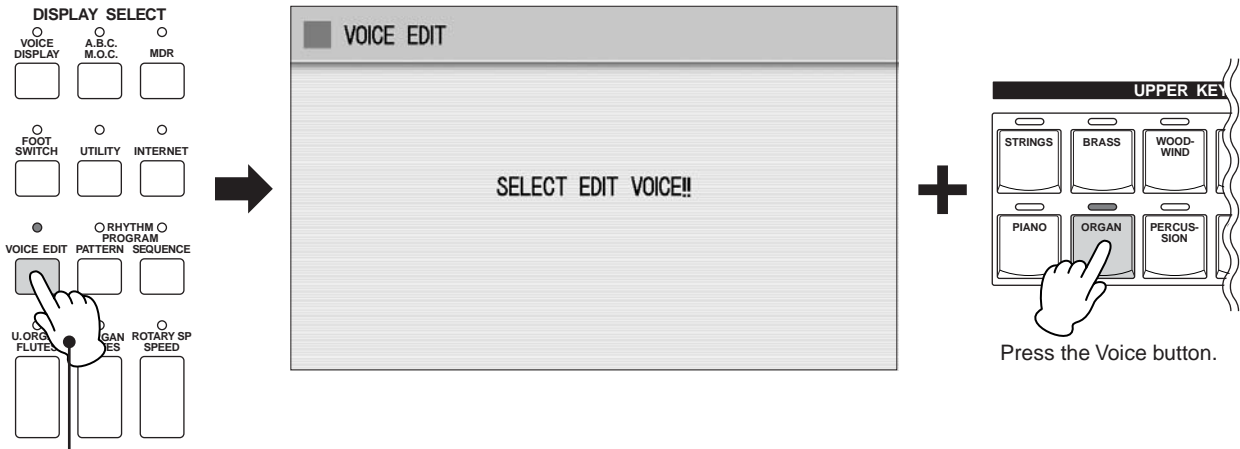 DISPLAY SELECT
VOICE DISPLAY
A.B.C. M.O.C.
MDR
FOOT SWITCH
UTILITY
INTERNET
VOICE EDIT
RHYTHM PROGRAM
PATTERN
SEQUENCE
FLUTES
ROTARY SP SPEED
VOICE EDIT
SELECT EDIT VOICE!!
UPPER
STRINGS
BRASS
WOOD-
WIND
PIANO
ORGAN
PERCUS-
SION
Press the Voice button.